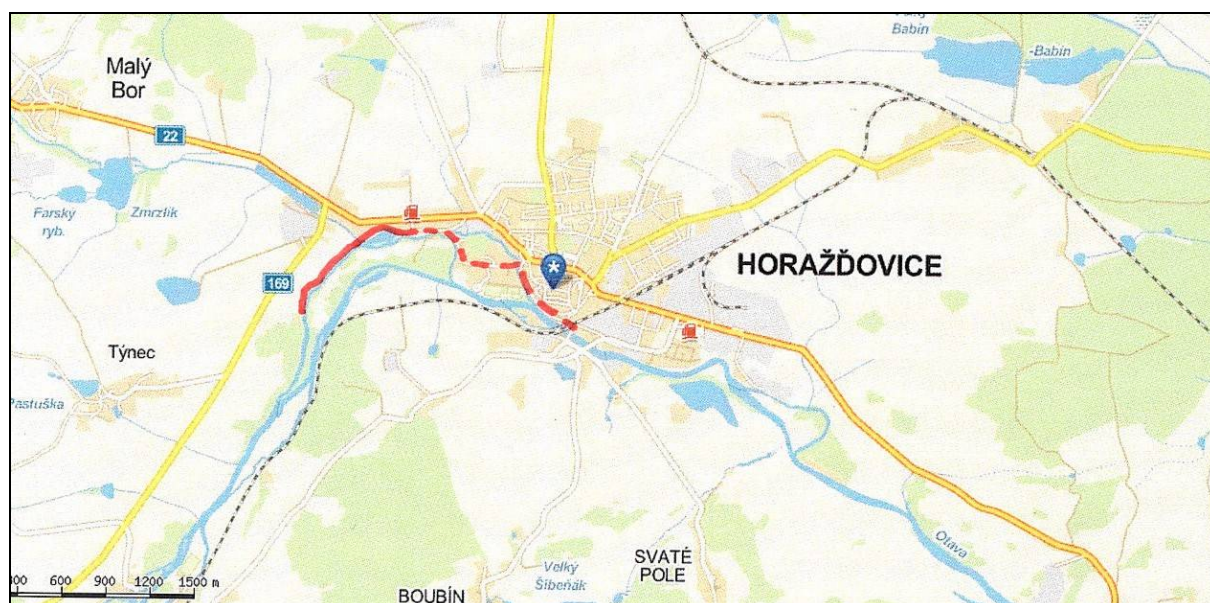 Babín
-Babín
Malý
Bor
22
Farský
ryb.
Zmrzlík
HORAŽĎOVICE
169
Týnec
Pastuška
Otava
SVATÉ
POLE
Velký
Šibeňák
BOUBÍN
300 600 900 1200 1500 m